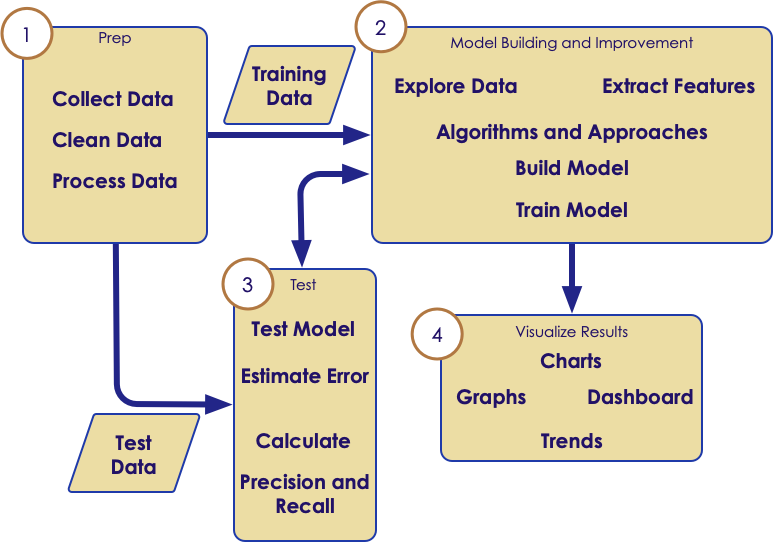 1
Prep
Collect Data
Clean Data
Process Data
Training
Data
2
Model Building and Improvement
Explore Data
Extract Features
Algorithms and Approaches
Build Model
Train Model
Test
Data
3
Test
Test Model
Estimate Error
Calculate
Precision and
Recall
4
Visualize Results
Charts
Graphs
Dashboard
Trends